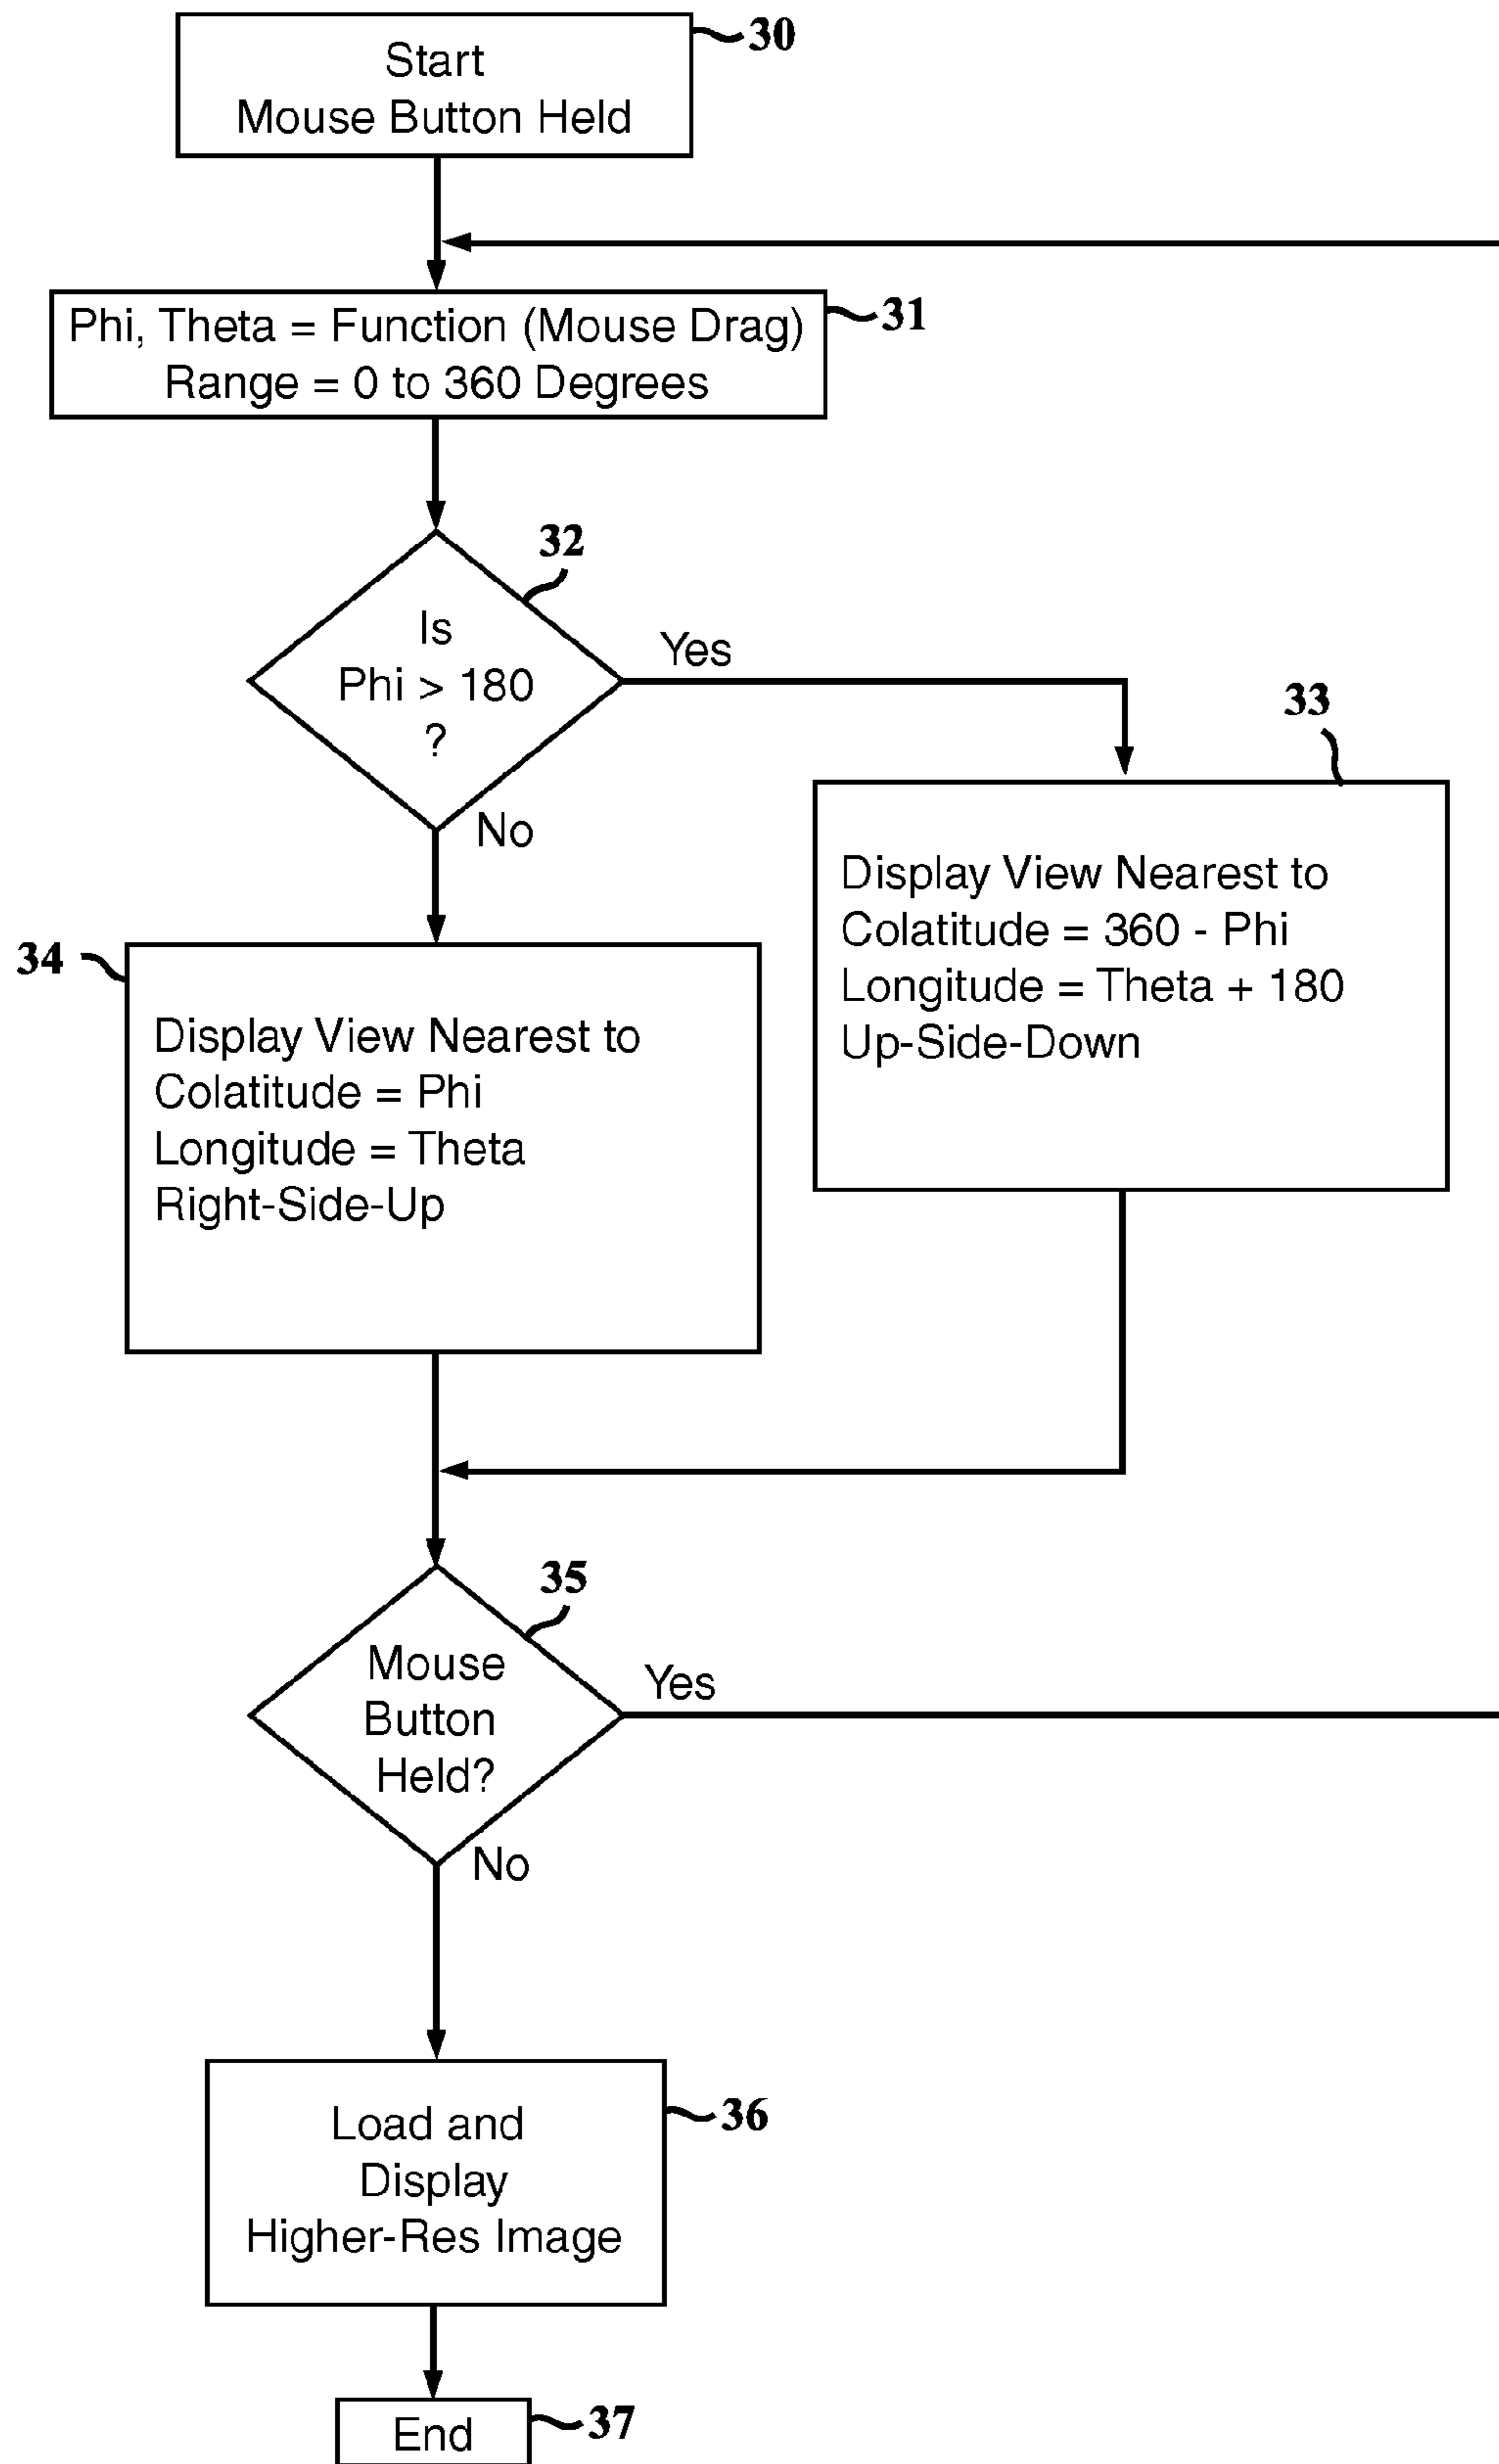 30
Start
Mouse Button Held
31
Phi, Theta = Function (Mouse Drag)
Range = 0 to 360 Degrees
32
Is
Phi > 180
?
Yes
No
33
Display View Nearest to
Colatitude = 360 - Phi
Longitude = Theta + 180
Up-Side-Down
34
Display View Nearest to
Colatitude = Phi
Longitude = Theta
Right-Side-Up
35
Mouse
Button
Held?
Yes
No
36
Load and
Display
Higher-Res Image
37
End